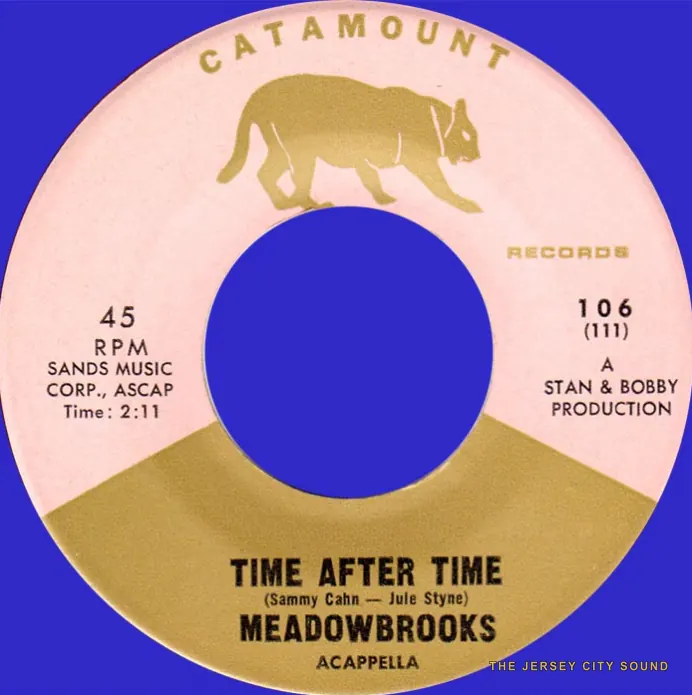 CATAMOUNT
RECORDS
45
RPM
SANDS MUSIC
CORP., ASCAP
Time: 2:11
106
(111)
A
STAN & BOBBY
PRODUCTION
TIME AFTER TIME
(Sammy Cahn — Jule Styne)
MEADOWBROOKS
ACAPPELLA
THE JERSEY CITY SOUND